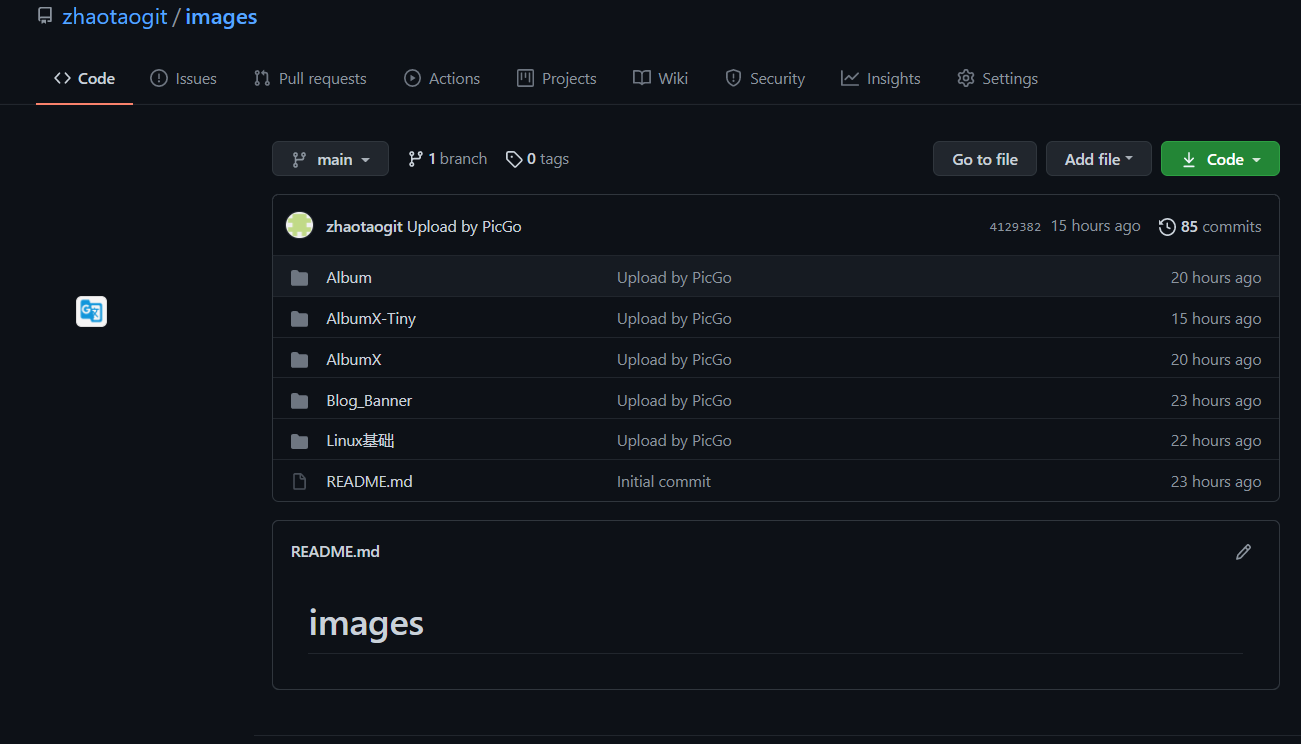 zhaotaogit / images
Code Issues Pull requests Actions Projects Wiki Security Insights Settings
main 1 branch 0 tags Go to file Add file Code
zhaotaogit Upload by PicGo 4129382 15 hours ago 85 commits
Album Upload by PicGo 20 hours ago
AlbumX-Tiny Upload by PicGo 15 hours ago
AlbumX Upload by PicGo 20 hours ago
Blog_Banner Upload by PicGo 23 hours ago
Linux基础 Upload by PicGo 22 hours ago
README.md Initial commit 23 hours ago
README.md
images